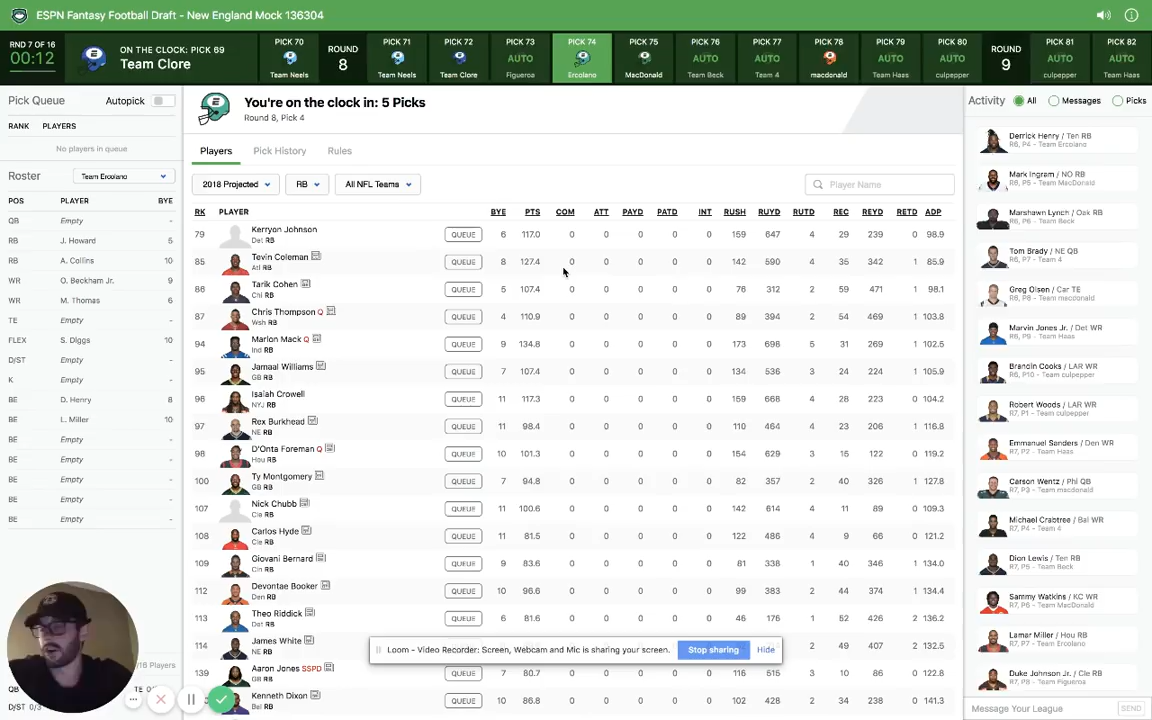 ESPN Fantasy Football Draft - New England Mock 136304
RND 7 OF 16
00:12
ON THE CLOCK: PICK 69
Team Clore
PICK 70
Team Neels
ROUND
8
PICK 71
Team Neels
PICK 72
Team Clore
PICK 73
AUTO
Figueroa
PICK 74
Ercolano
PICK 75
MacDonald
PICK 76
AUTO
Team Beck
PICK 77
AUTO
Team 4
PICK 78
macdonald
PICK 79
AUTO
Team Haas
PICK 80
AUTO
culpepper
ROUND
9
PICK 81
AUTO
culpepper
PICK 82
AUTO
Team Haas
Pick Queue
Autopick
RANK PLAYERS
No players in queue
Roster
Team Ercolano
POS PLAYER BYE
QB Empty -
RB J. Howard 5
RB A. Collins 10
WR O. Beckham Jr. 9
WR M. Thomas 6
TE Empty -
FLEX S. Diggs 10
D/ST Empty -
K Empty -
BE D. Henry 8
BE L. Miller 10
BE Empty -
BE Empty -
BE Empty -
BE Empty -
BE Empty -
/16 Players
QB
TE 0/
D/ST 0/3
You're on the clock in: 5 Picks
Round 8, Pick 4
Players
Pick History
Rules
2018 Projected
RB
All NFL Teams
Player Name
RK PLAYER BYE PTS COM ATT PAYD PATD INT RUSH RUYD RUTD REC REYD RETD ADP
79 Kerryon Johnson Det RB QUEUE 6 117.0 0 0 0 0 0 159 647 4 29 239 0 98.9
85 Tevin Coleman Atl RB QUEUE 8 127.4 0 0 0 0 0 142 590 4 35 342 1 85.9
86 Tarik Cohen Chi RB QUEUE 5 107.4 0 0 0 0 0 76 312 2 59 471 1 98.1
87 Chris Thompson Q Wsh RB QUEUE 4 110.9 0 0 0 0 0 89 394 2 54 469 1 103.8
94 Marlon Mack Q Ind RB QUEUE 9 134.8 0 0 0 0 0 173 696 5 31 269 1 102.5
95 Jamaal Williams GB RB QUEUE 7 107.4 0 0 0 0 0 134 536 3 24 224 1 105.9
96 Isaiah Crowell NYJ RB QUEUE 11 117.3 0 0 0 0 0 159 668 4 28 223 0 104.2
97 Rex Burkhead NE RB QUEUE 11 98.4 0 0 0 0 0 110 464 4 23 206 1 116.8
98 D'Onta Foreman Q Hou RB QUEUE 10 101.3 0 0 0 0 0 160 663 4 15 122 0 119.2
100 Ty Montgomery GB RB QUEUE 7 94.8 0 0 0 0 0 82 357 2 40 326 1 127.8
107 Nick Chubb Cle RB QUEUE 11 100.6 0 0 0 0 0 142 614 4 11 89 0 109.3
108 Carlos Hyde Cle RB QUEUE 11 81.5 0 0 0 0 0 122 486 4 9 66 0 121.2
109 Giovani Bernard Cin RB QUEUE 9 83.6 0 0 0 0 0 81 338 1 40 346 1 134.0
112 Devontae Booker Den RB QUEUE 10 96.6 0 0 0 0 0 99 383 2 44 374 1 134.4
113 Theo Riddick Det RB QUEUE 6 81.6 0 0 0 0 0 46 176 1 52 426 2 136.2
114 James White NE RB 2 49 407 2 132.5
139 Aaron Jones SSPD GB RB QUEUE 7 80.7 0 0 0 0 0 116 515 3 10 86 0 142.8
Kenneth Dixon Bal RB QUEUE 10 86.8 0 0 0 0 0 102 428 2 34 238 0 141.3
Loom - Video Recorder: Screen, Webcam and Mic is sharing your screen.
Stop sharing
Hide
Activity
All
Messages
Picks
Derrick Henry / Ten RB
R6, P4 - Team Ercolano
Mark Ingram / NO RB
R6, P5 - Team MacDonald
Marshawn Lynch / Oak RB
R6, P6 - Team Beck
Tom Brady / NE QB
R6, P7 - Team 4
Greg Olsen / Car TE
R6, P8 - Team macdonald
Marvin Jones Jr. / Det WR
R6, P9 - Team Haas
Brandin Cooks / LAR WR
R6, P10 - Team culpepper
Robert Woods / LAR WR
R7, P1 - Team culpepper
Emmanuel Sanders / Den WR
R7, P2 - Team Haas
Carson Wentz / Phi QB
R7, P3 - Team macdonald
Michael Crabtree / Bal WR
R7, P4 - Team 4
Dion Lewis / Ten RB
R7, P5 - Team Beck
Sammy Watkins / KC WR
R7, P6 - Team MacDonald
Lamar Miller / Hou RB
R7, P7 - Team Ercolano
Duke Johnson Jr. / Cle RB
R7, P8 - Team Figueroa
Message Your League
SEND